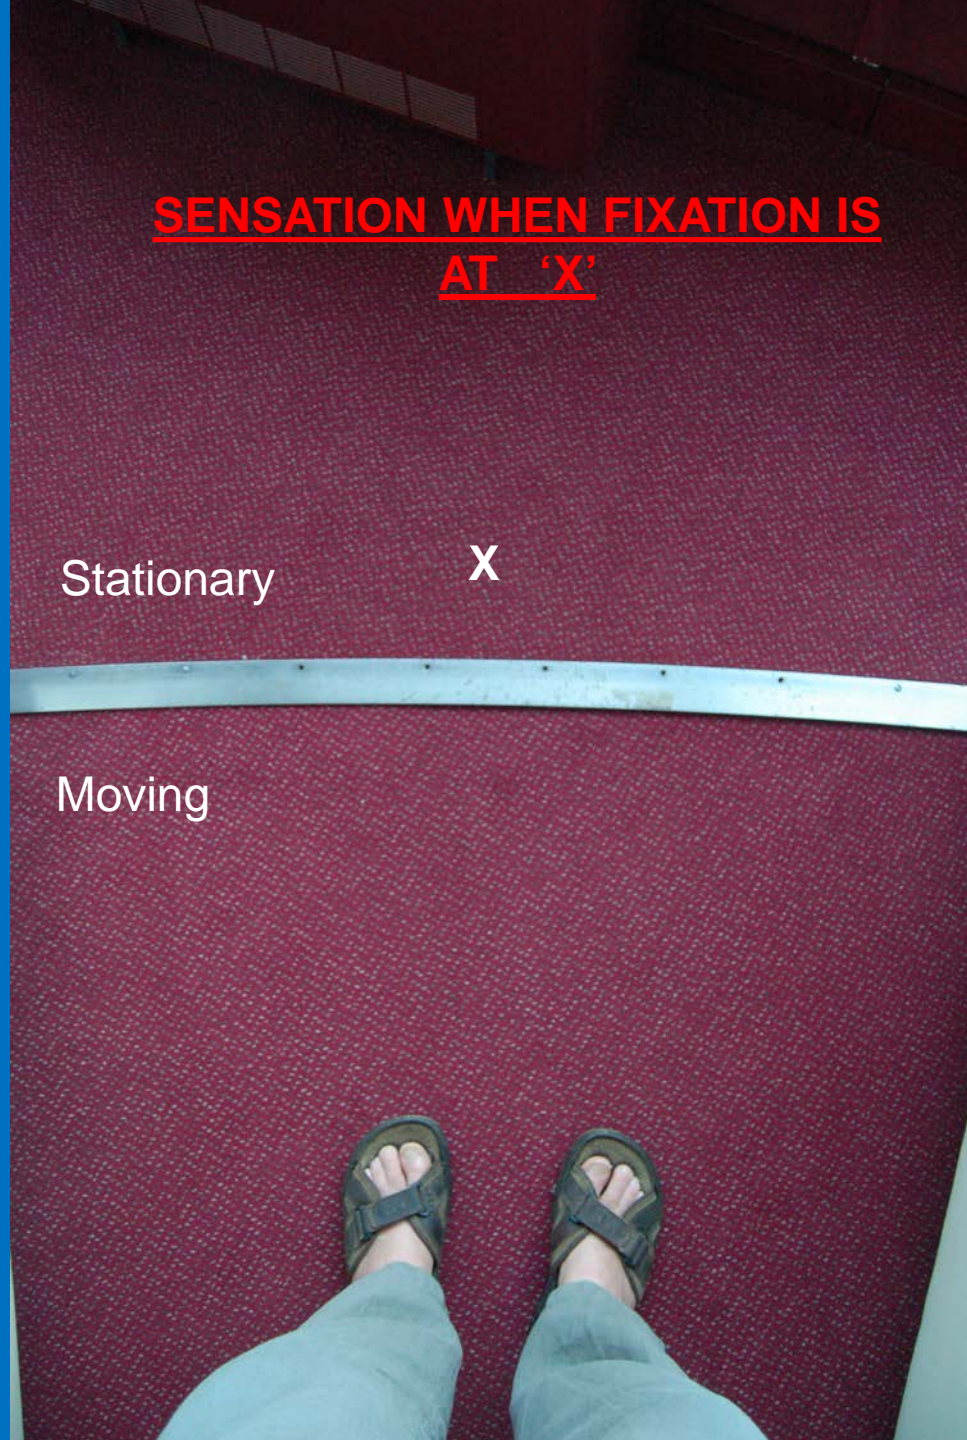 SENSATION WHEN FIXATION IS
AT ‘X’
Stationary
X
Moving